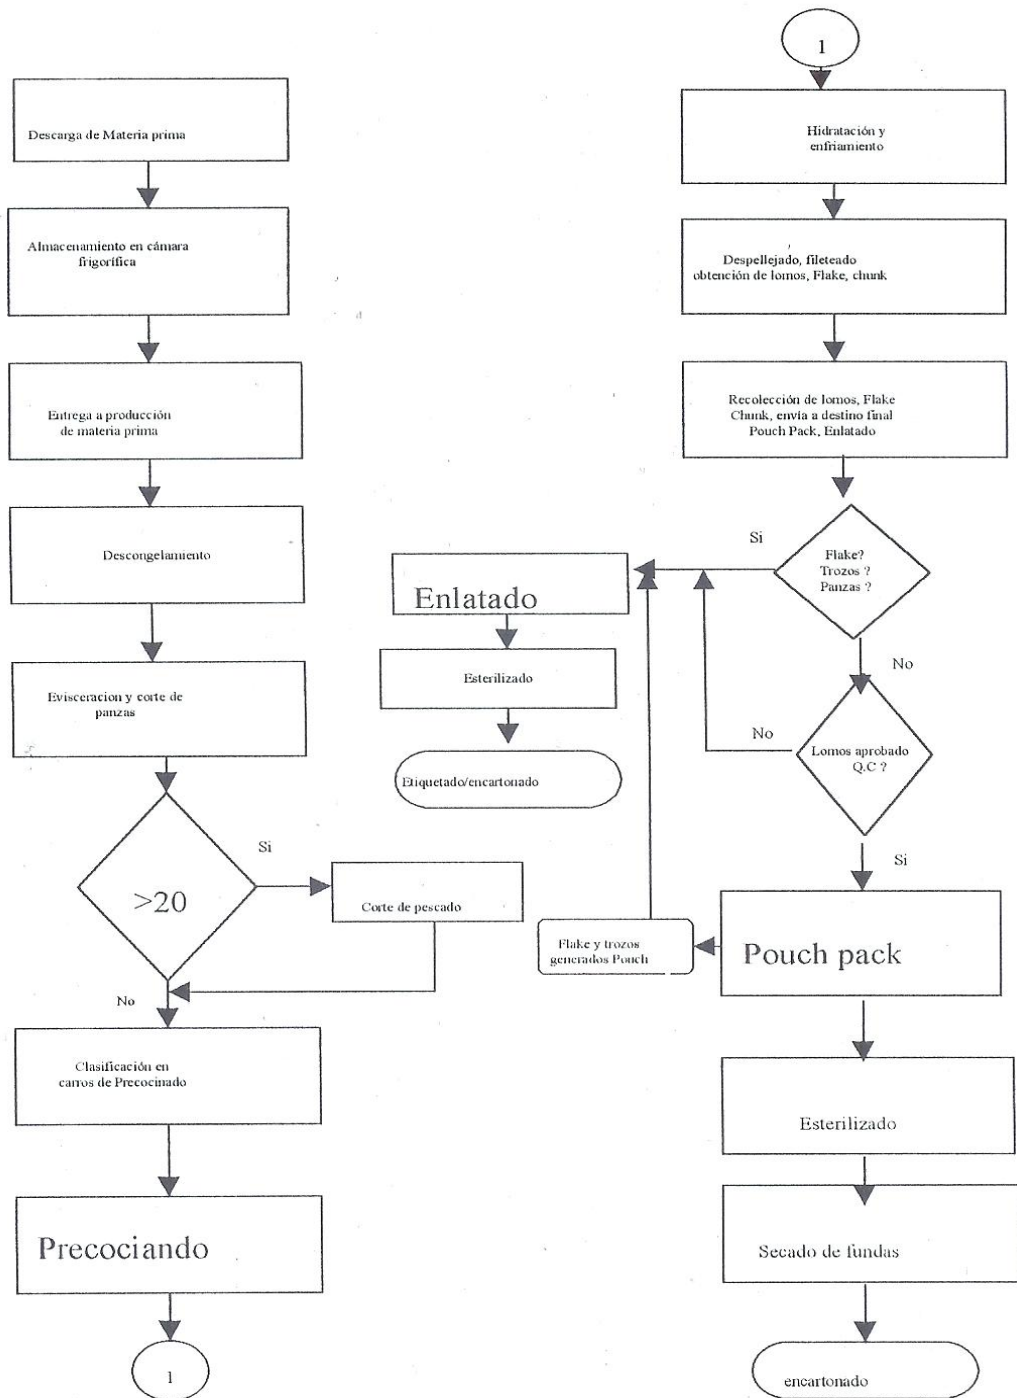 Descarga de Materia prima
Almacenamiento en cámara
frigorífica
Entrega a producción
de materia prima
Descongelamiento
Evisceracion y corte de
panzas
>20
Si
Corte de pescado
No
Clasificación en
carros de Precocinado
Precociando
1
1
Hidratación y
enfriamiento
Despellejado, fileteado
obtención de lomos, Flake, chunk
Recolección de lomos, Flake
Chunk, envía a destino final
Pouch Pack, Enlatado
Flake?
Trozos ?
Panzas ?
Si
Enlatado
Esterilizado
Etiquetado/encartonado
No
Lomos aprobado
Q.C ?
No
Si
Pouch pack
Flake y trozos
generados Pouch
Esterilizado
Secado de fundas
encartonado